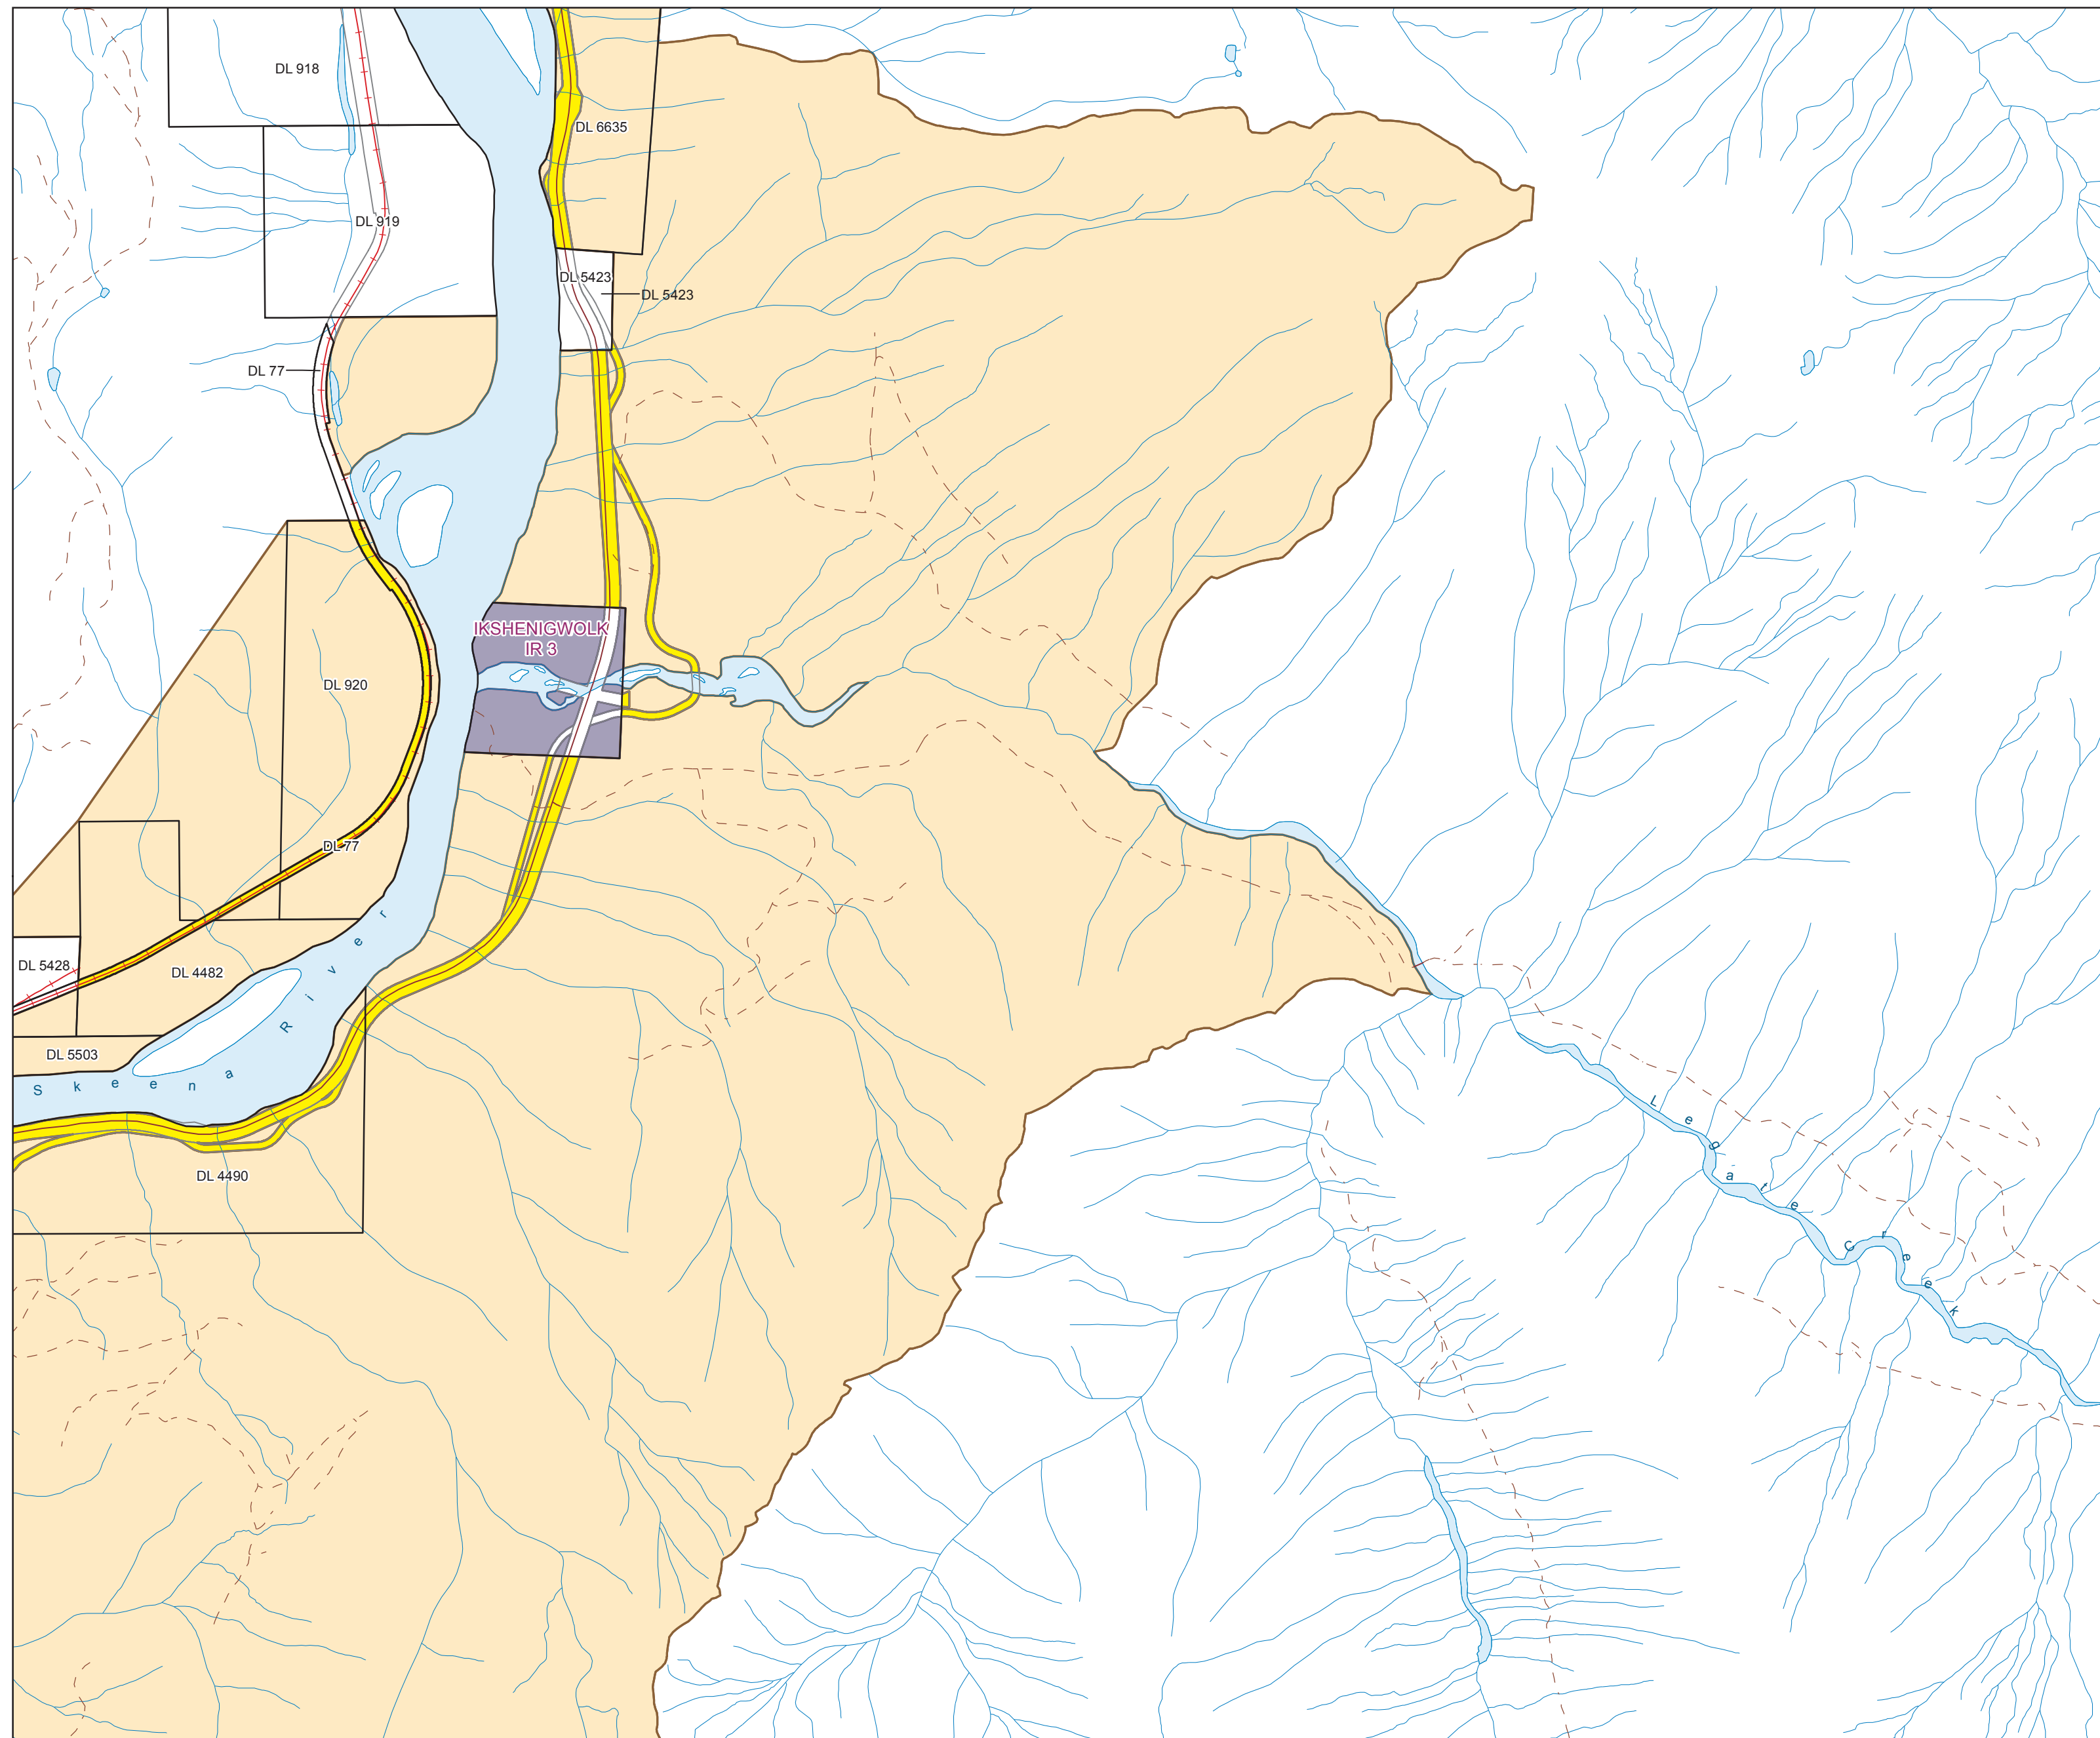 DL 918
DL 6635
DL 919
DL 5423
DL 5423
DL 77
IKSHENIGWOLK
IR 3
DL 920
DL 77
DL 5428
DL 4482
DL 5503
Skeena River
DL 4490
Legate Creek